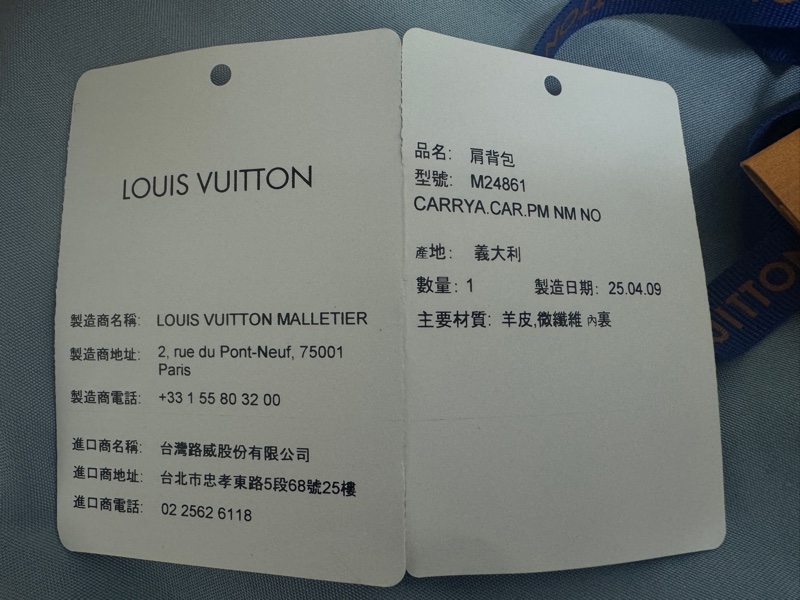 LOUIS VUITTON
製造商名稱: LOUIS VUITTON MALLETIER
製造商地址: 2, rue du Pont-Neuf, 75001
Paris
製造商電話: +33 1 55 80 32 00
進口商名稱: 台灣路威股份有限公司
進口商地址: 台北市忠孝東路5段68號25樓
進口商電話: 02 2562 6118
品名: 肩背包
型號: M24861
CARRYA.CAR.PM NM NO
產地: 義大利
數量: 1 製造日期: 25.04.09
主要材質: 羊皮,微纖維 內裏
UITTON
VUITTON